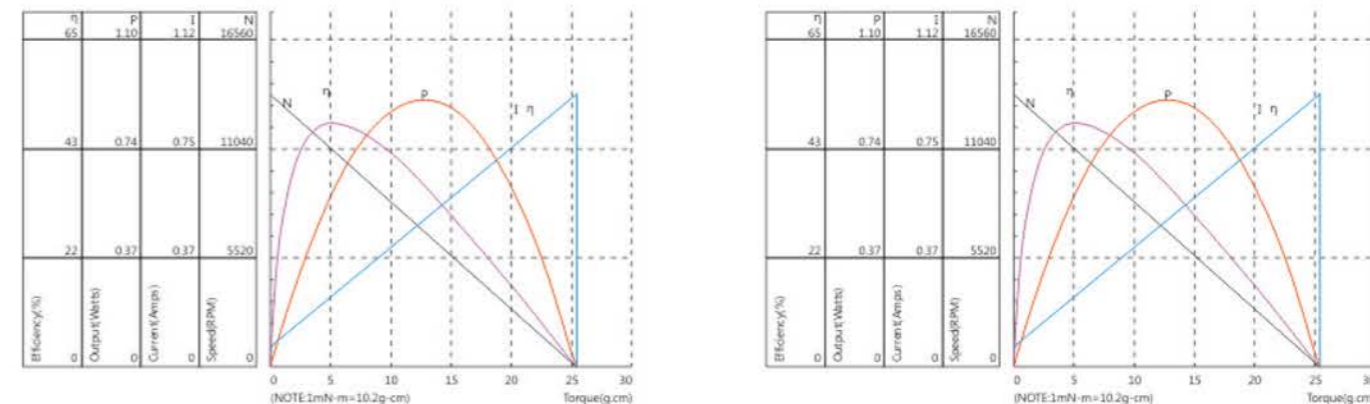 η P I N
65 1.10 1.12 16560
N η P I η
43 0.74 0.75 11040
22 0.37 0.37 5520
Efficiency(%) Output(Watts) Current(Amps) Speed(RPM)
0 0 0 0
0 5 10 15 20 25 30
(NOTE:1mN-m=10.2g-cm) Torque(g.cm)
η P I N
65 1.10 1.12 16560
N η P I η
43 0.74 0.75 11040
22 0.37 0.37 5520
Efficiency(%) Output(Watts) Current(Amps) Speed(RPM)
0 0 0 0
0 5 10 15 20 25 30
(NOTE:1mN-m=10.2g-cm) Torque(g.cm